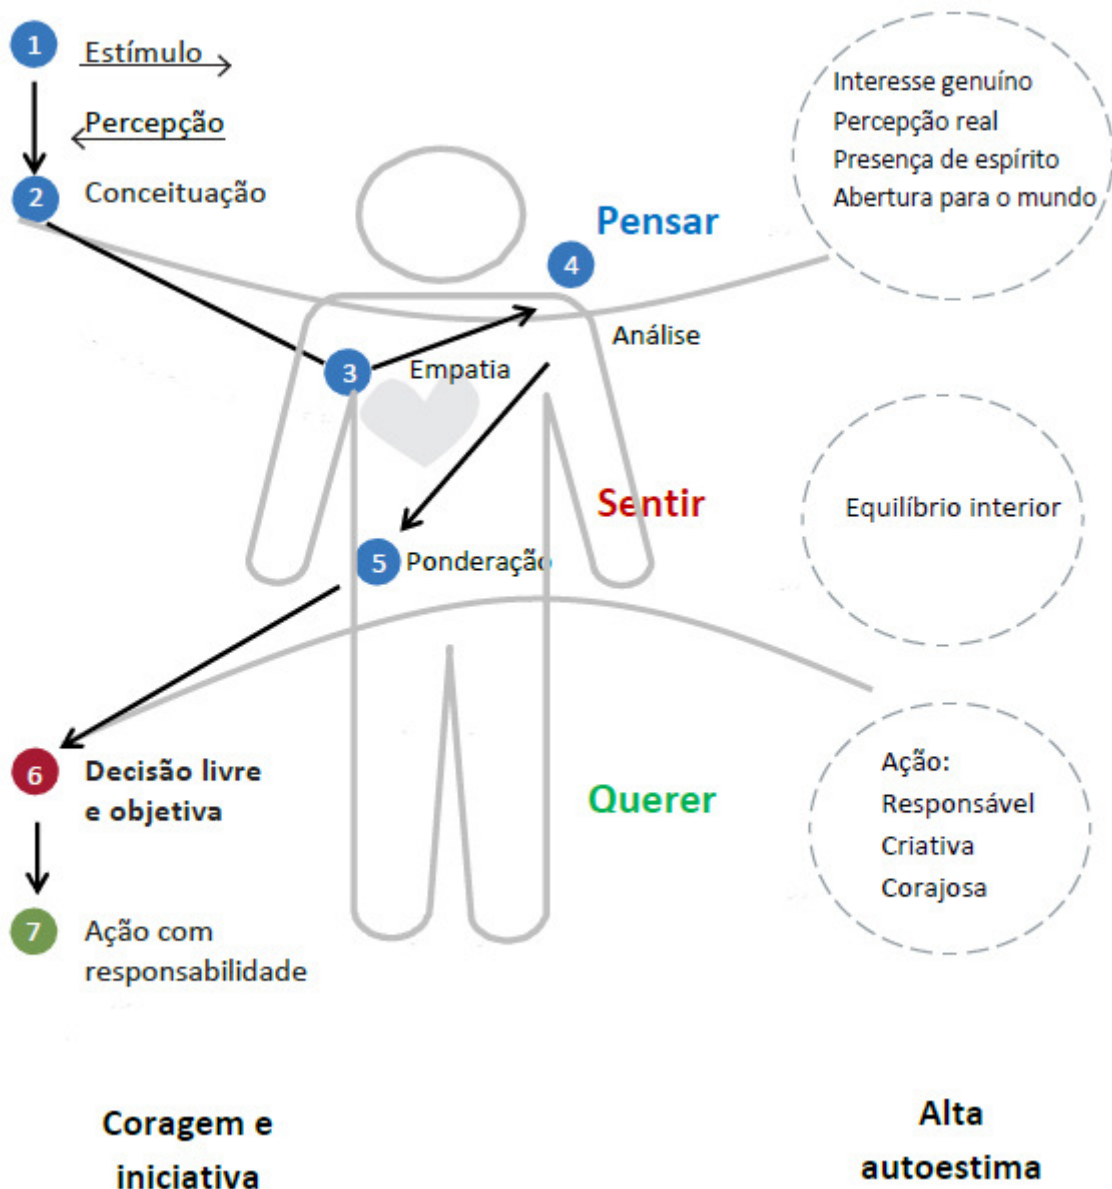 1 Estímulo
Percepção
2 Conceituação
3 Empatia
4
Análise
5 Ponderação
6 Decisão livre
e objetiva
7 Ação com
responsabilidade
Pensar
Sentir
Querer
Interesse genuíno
Percepção real
Presença de espírito
Abertura para o mundo
Equilíbrio interior
Ação:
Responsável
Criativa
Corajosa
Coragem e
iniciativa
Alta
autoestima